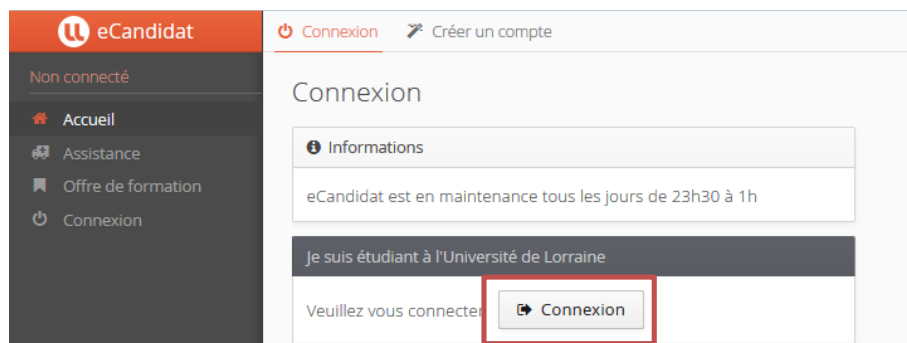 eCandidat
Non connecté
Accueil
Assistance
Offre de formation
Connexion
Connexion
Créer un compte
Connexion
Informations
eCandidat est en maintenance tous les jours de 23h30 à 1h
Je suis étudiant à l'Université de Lorraine
Veuillez vous connecter
Connexion